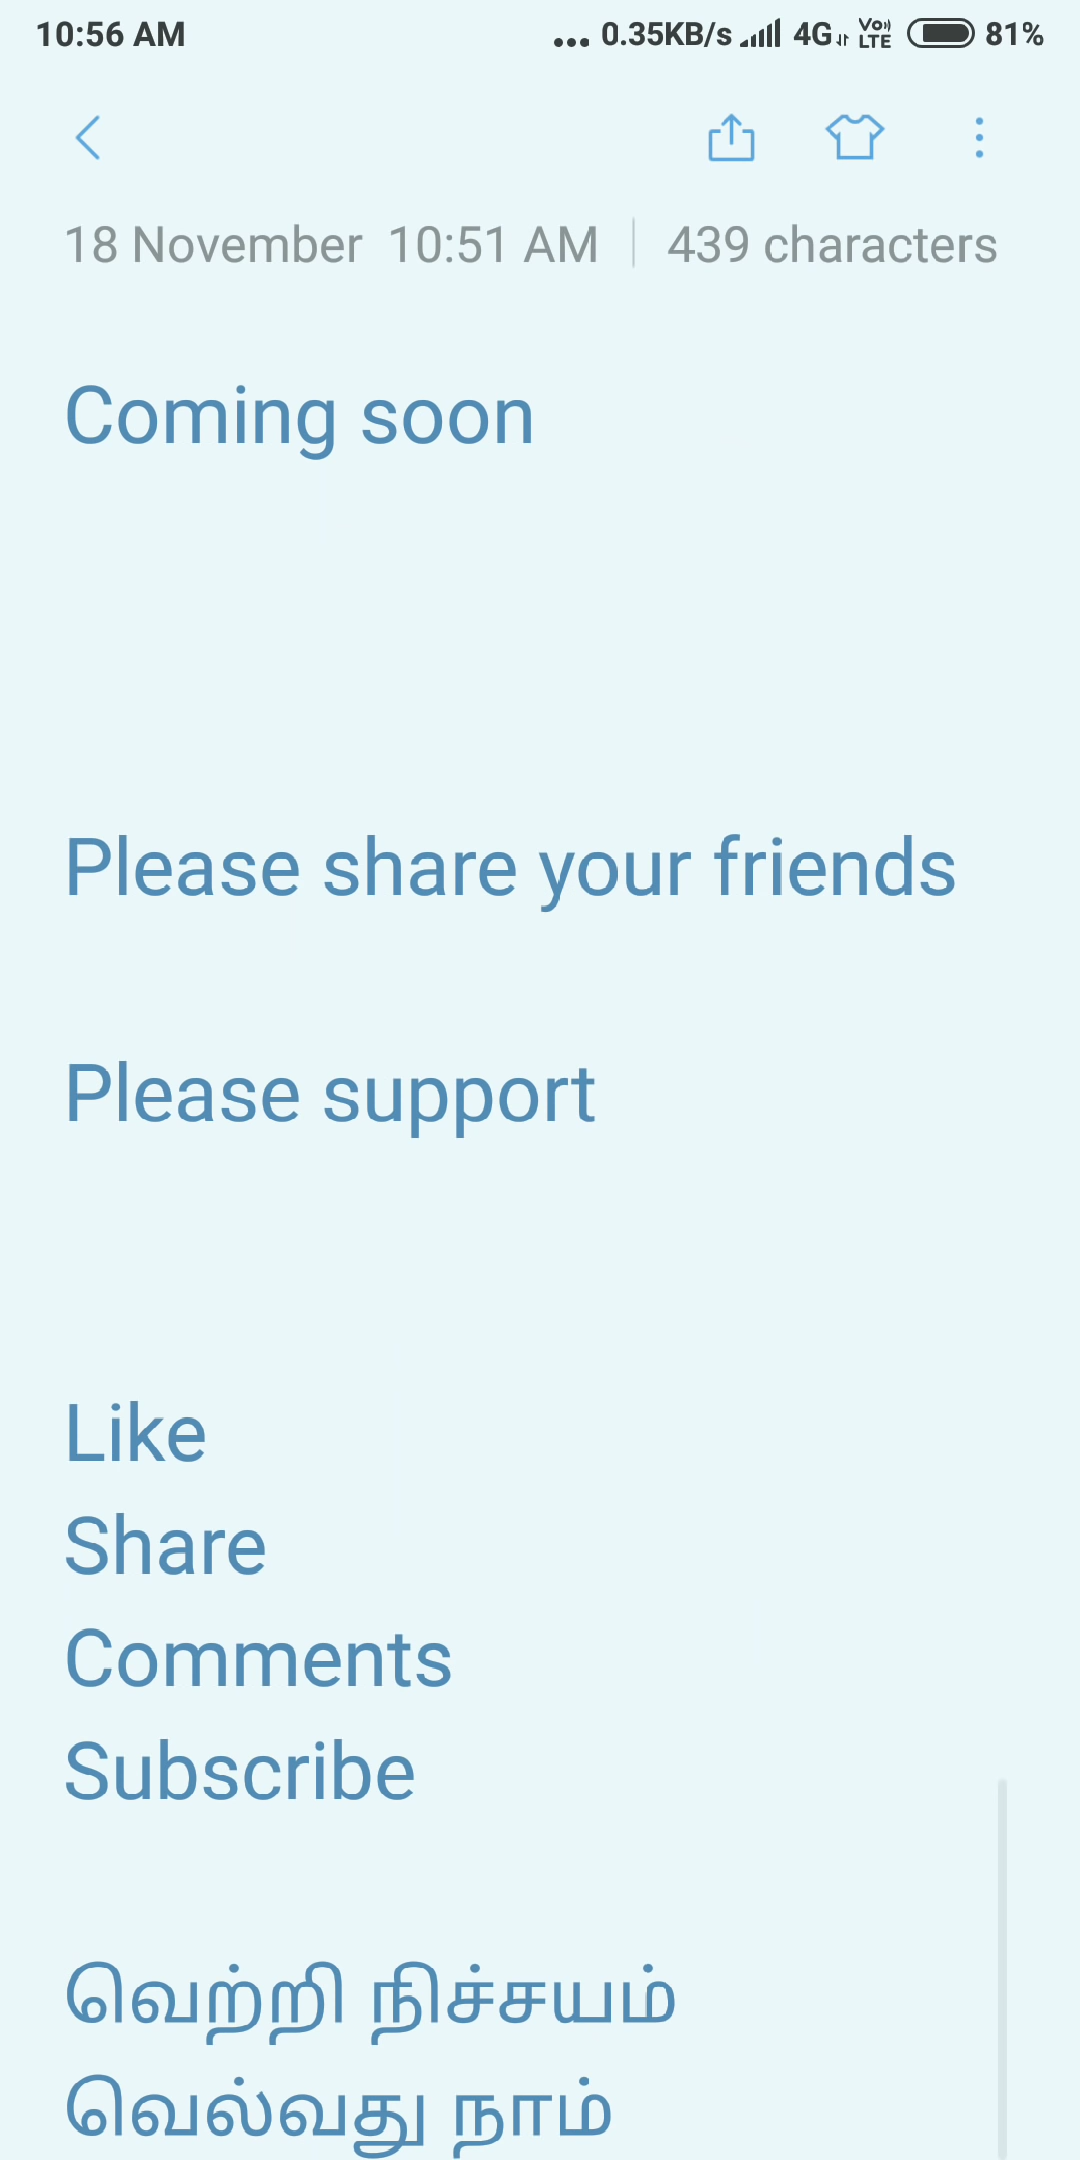 10:56 AM ... 0.35KB/s 4G VoLTE 81%
18 November 10:51 AM | 439 characters
Coming soon
Please share your friends
Please support
Like
Share
Comments
Subscribe
வெற்றி நிச்சயம்
வெல்வது நாம்